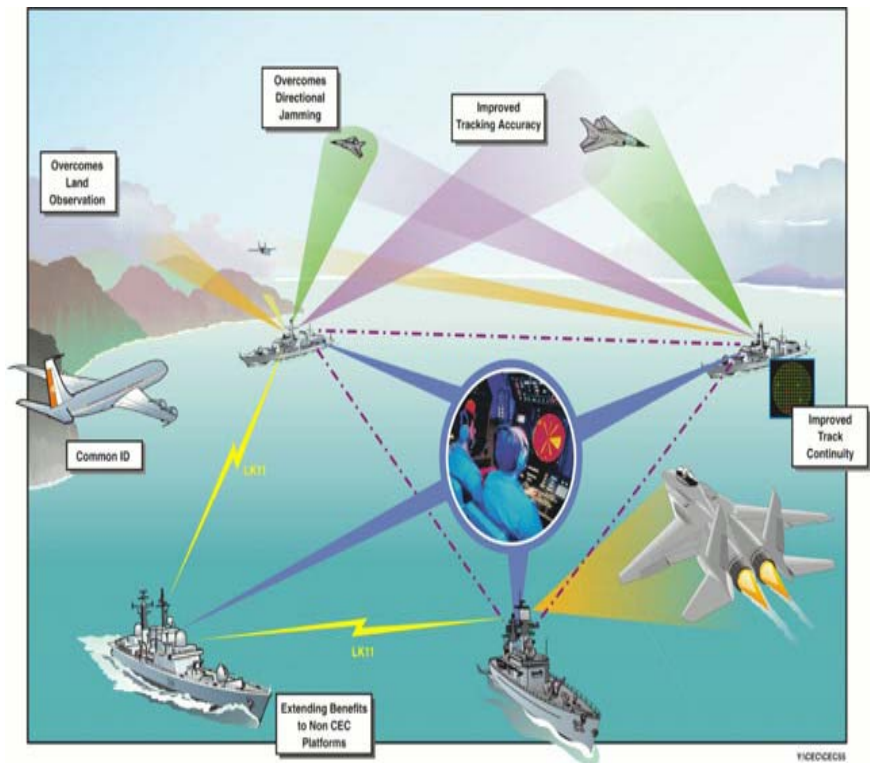 Overcomes
Directional
Jamming
Improved
Tracking Accuracy
Overcomes
Land
Observation
Common ID
LK11
Improved
Track
Continuity
LK11
Extending Benefits
to Non CEC
Platforms
Y:\CEC\CEC55